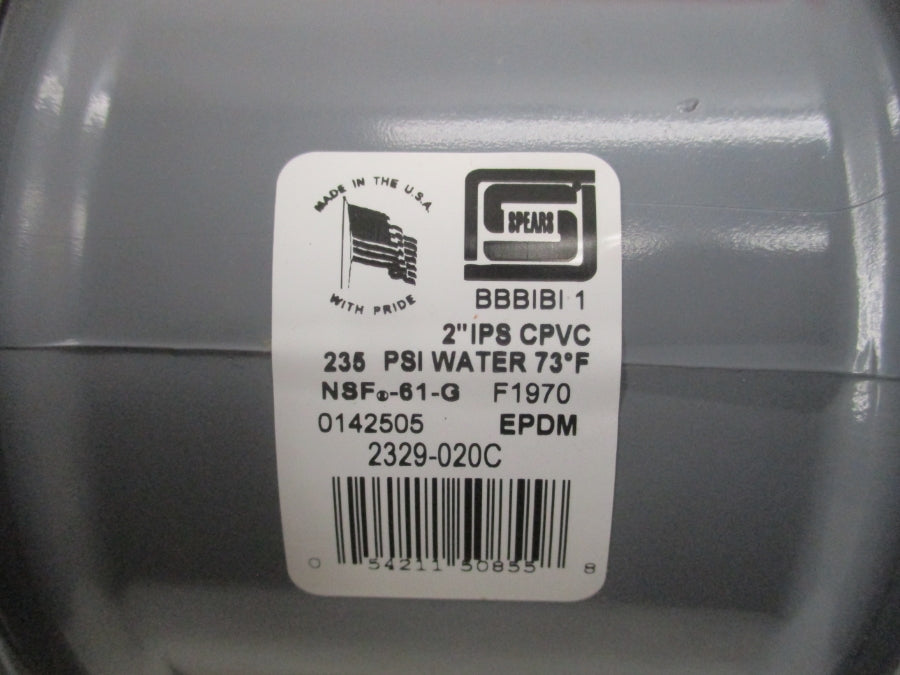 MADE IN THE U.S.A.
WITH PRIDE
SPEARS
BBBIBI 1
2" IPS CPVC
235 PSI WATER 73°F
NSF®-61-G F1970
0142505 EPDM
2329-020C
0 54211 50855 8